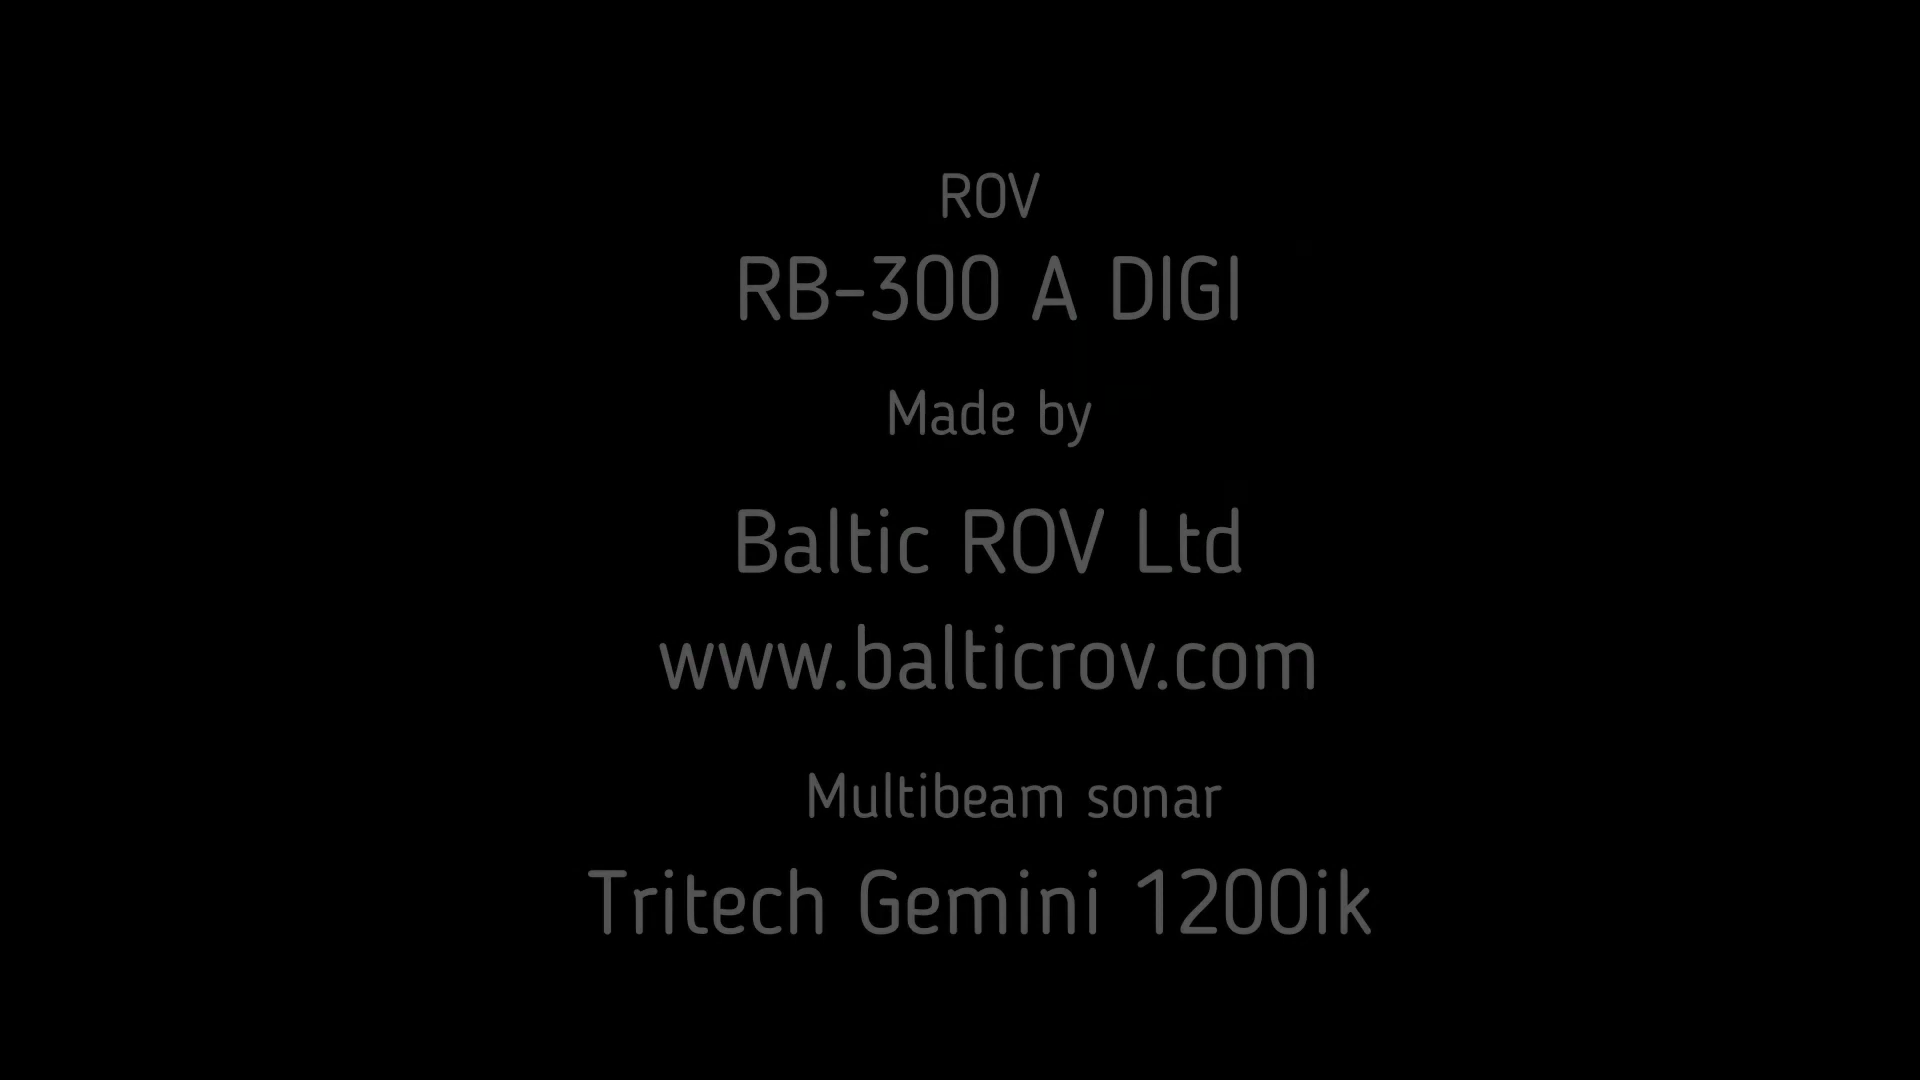 ROV
RB-300 A DIGI
Made by
Baltic ROV Ltd
www.balticrov.com
Multibeam sonar
Tritech Gemini 1200ik